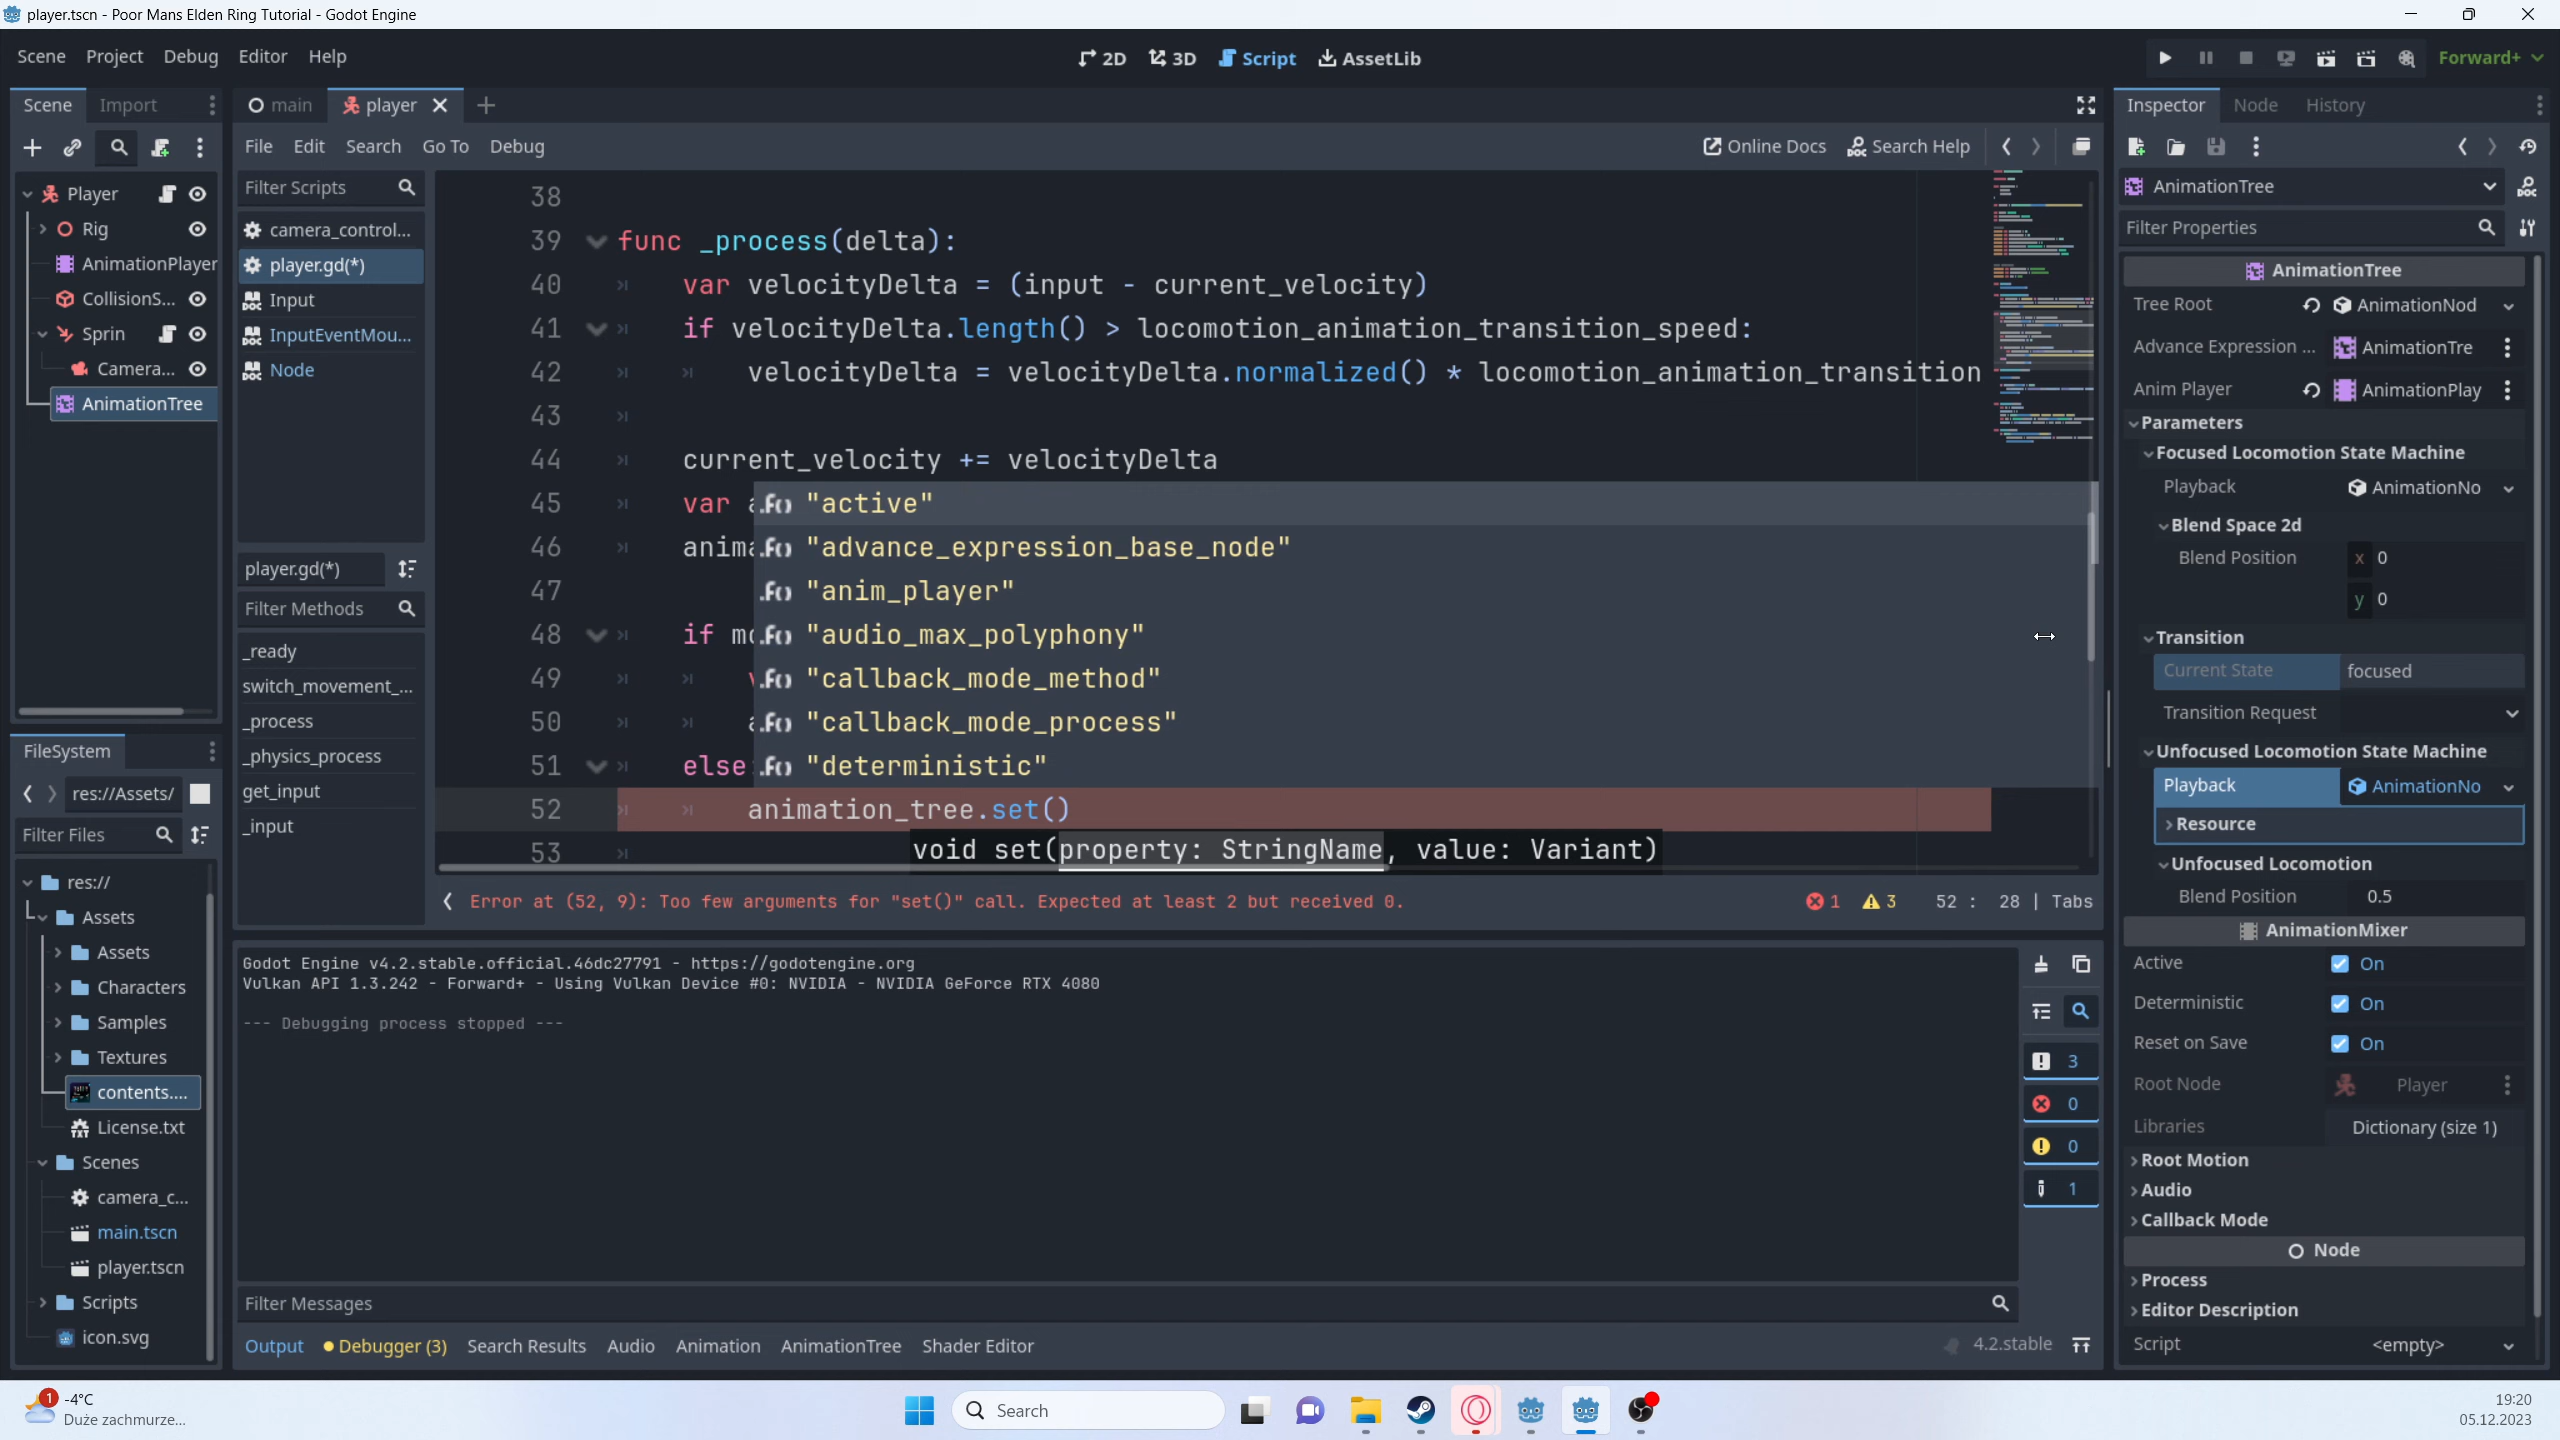 player.tscn - Poor Mans Elden Ring Tutorial - Godot Engine
Scene Project Debug Editor Help
2D 3D Script AssetLib
Forward+
Scene Import
main player
Inspector Node History
File Edit Search Go To Debug
Online Docs Search Help
Player
Rig
AnimationPlayer
CollisionS...
Sprin
Camera...
AnimationTree
Filter Scripts
camera_control...
player.gd(*)
Input
InputEventMou...
Node
player.gd(*)
Filter Methods
_ready
switch_movement_...
_process
_physics_process
get_input
_input
38
39 func _process(delta):
40 var velocityDelta = (input - current_velocity)
41 if velocityDelta.length() > locomotion_animation_transition_speed:
42 velocityDelta = velocityDelta.normalized() * locomotion_animation_transition
43
44 current_velocity += velocityDelta
45 var
46 anima
47
48 if mo
49
50
51 else:
52 animation_tree.set()
53
"active"
"advance_expression_base_node"
"anim_player"
"audio_max_polyphony"
"callback_mode_method"
"callback_mode_process"
"deterministic"
void set(property: StringName, value: Variant)
Error at (52, 9): Too few arguments for "set()" call. Expected at least 2 but received 0.
1 3 52 : 28 | Tabs
FileSystem
res://Assets/
Filter Files
res://
Assets
Assets
Characters
Samples
Textures
contents....
License.txt
Scenes
camera_c...
main.tscn
player.tscn
Scripts
icon.svg
Godot Engine v4.2.stable.official.46dc27791 - https://godotengine.org
Vulkan API 1.3.242 - Forward+ - Using Vulkan Device #0: NVIDIA - NVIDIA GeForce RTX 4080
--- Debugging process stopped ---
3
0
0
1
Filter Messages
Output Debugger (3) Search Results Audio Animation AnimationTree Shader Editor
4.2.stable
AnimationTree
Filter Properties
AnimationTree
Tree Root AnimationNod
Advance Expression ... AnimationTre
Anim Player AnimationPlay
Parameters
Focused Locomotion State Machine
Playback AnimationNo
Blend Space 2d
Blend Position x 0
y 0
Transition
Current State focused
Transition Request
Unfocused Locomotion State Machine
Playback AnimationNo
Resource
Unfocused Locomotion
Blend Position 0.5
AnimationMixer
Active On
Deterministic On
Reset on Save On
Root Node Player
Libraries Dictionary (size 1)
Root Motion
Audio
Callback Mode
Node
Process
Editor Description
Script <empty>
1
-4°C
Duże zachmurze...
Search
19:20
05.12.2023